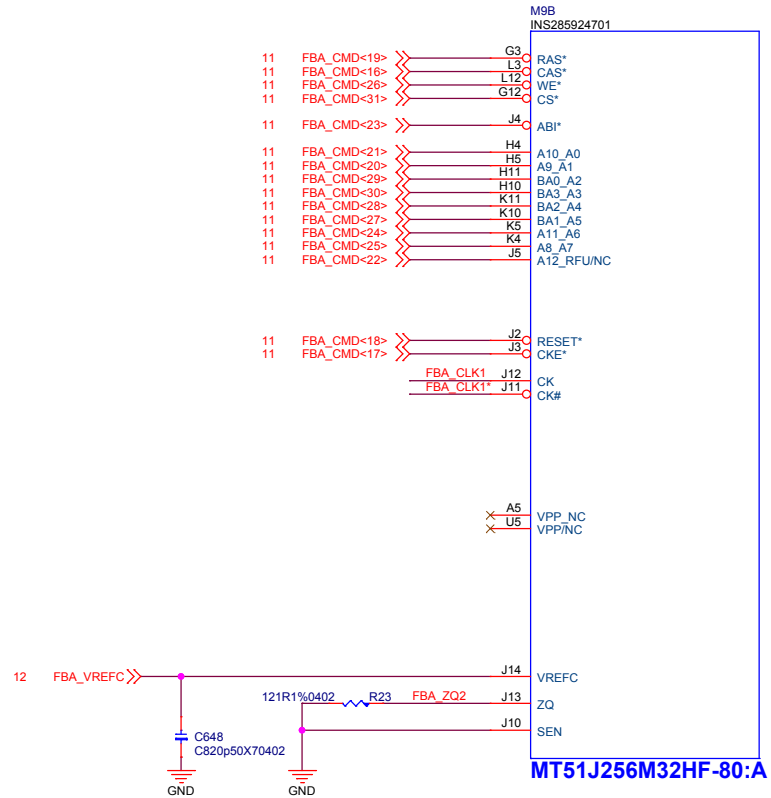 M9B
INS285924701
11 FBA_CMD<19> G3 RAS*
11 FBA_CMD<16> L3 CAS*
11 FBA_CMD<26> L12 WE*
11 FBA_CMD<31> G12 CS*
11 FBA_CMD<23> J4 ABI*
11 FBA_CMD<21> H4 A10_A0
11 FBA_CMD<20> H5 A9_A1
11 FBA_CMD<29> H11 BA0_A2
11 FBA_CMD<30> H10 BA3_A3
11 FBA_CMD<28> K11 BA2_A4
11 FBA_CMD<27> K10 BA1_A5
11 FBA_CMD<24> K5 A11_A6
11 FBA_CMD<25> K4 A8_A7
11 FBA_CMD<22> J5 A12_RFU/NC
11 FBA_CMD<18> J2 RESET*
11 FBA_CMD<17> J3 CKE*
FBA_CLK1 J12 CK
FBA_CLK1* J11 CK#
A5 VPP_NC
U5 VPP/NC
12 FBA_VREFC J14 VREFC
121R1%0402 R23 FBA_ZQ2 J13 ZQ
J10 SEN
C648
C820p50X70402
GND GND
MT51J256M32HF-80:A